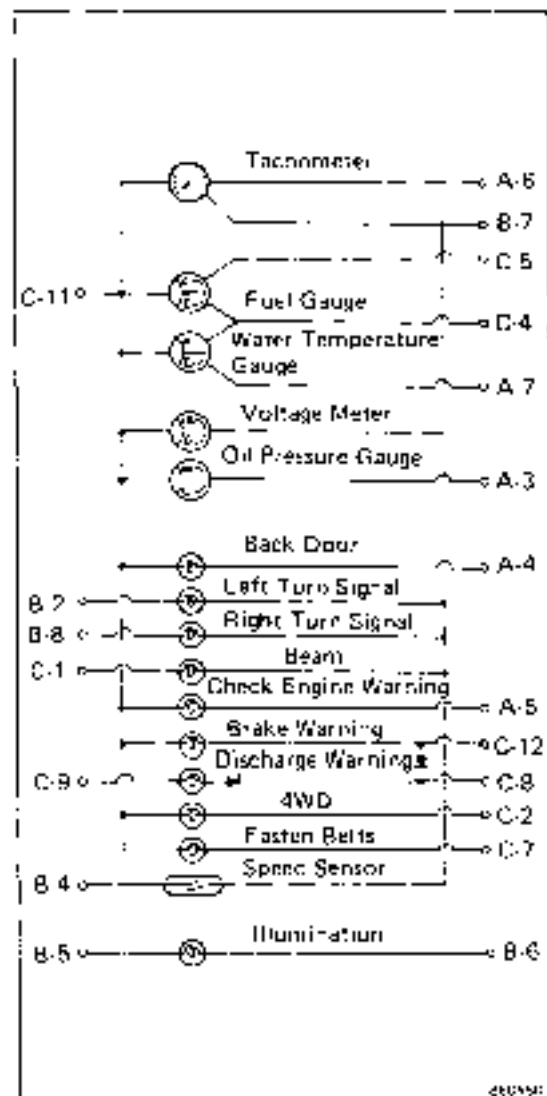 Tachometer
A-6
B-7
C-5
C-11
Fuel Gauge
C-4
Water Temperature
Gauge
A-7
Voltage Meter
Oil Pressure Gauge
A-3
Back Door
A-4
B-2
Left Turn Signal
B-8
Right Turn Signal
C-1
Beam
Check Engine Warning
A-5
Brake Warning
C-12
C-9
Discharge Warning
C-8
4WD
C-2
Fasten Belts
C-7
Speed Sensor
B-4
B-5
Illumination
B-6